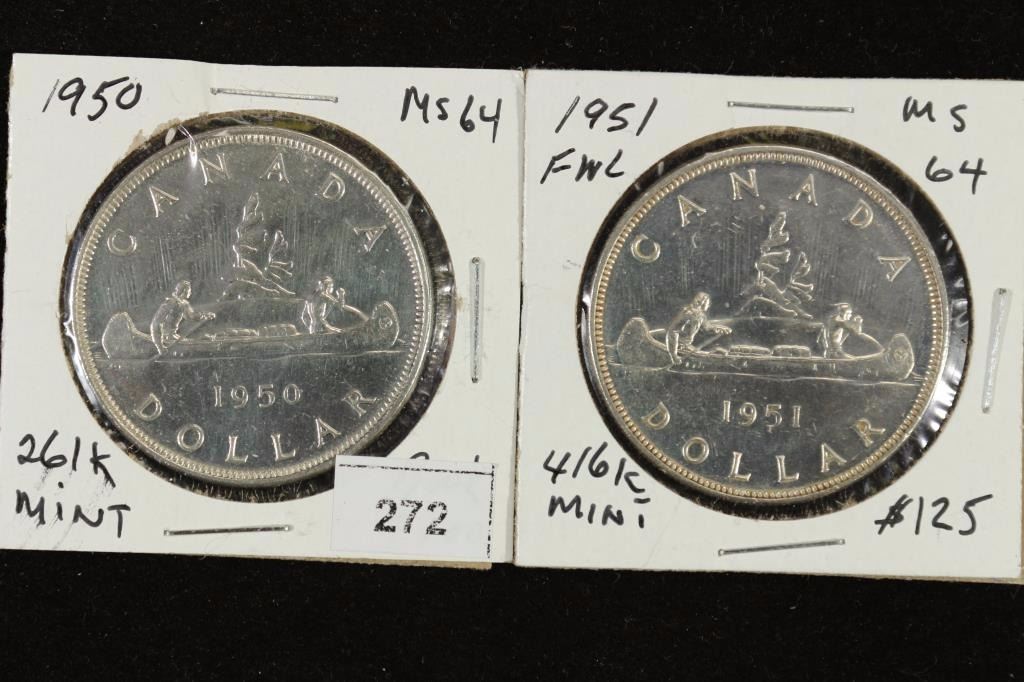 1950
MS64
CANADA
1950
DOLLAR
261K
MINT
272
1951
FWL
MS
64
CANADA
1951
DOLLAR
416K
MINT
$125